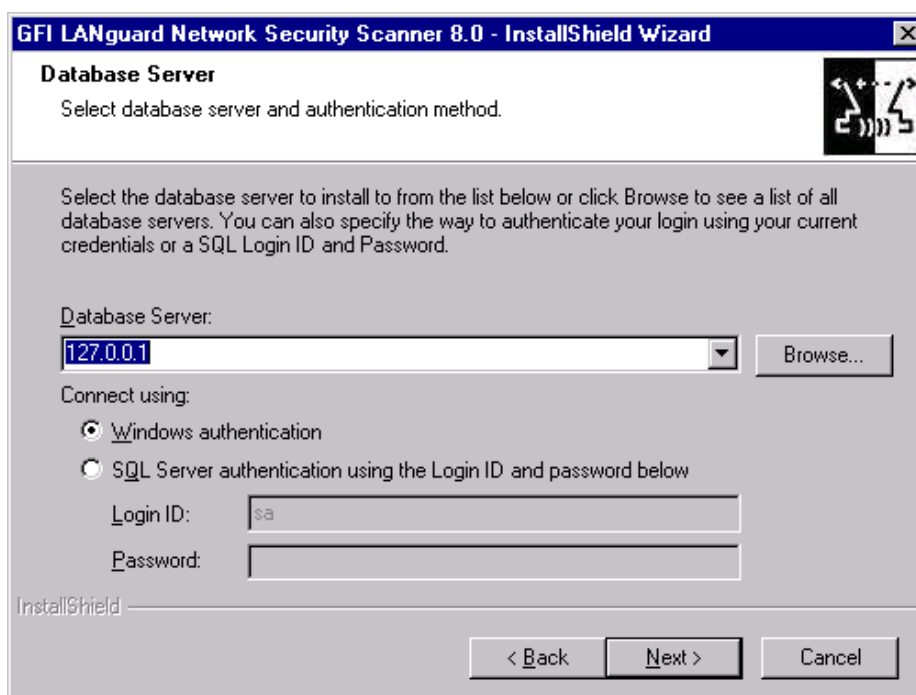 GFI LANguard Network Security Scanner 8.0 - InstallShield Wizard
Database Server
Select database server and authentication method.
Select the database server to install to from the list below or click Browse to see a list of all
database servers. You can also specify the way to authenticate your login using your current
credentials or a SQL Login ID and Password.
Database Server:
127.0.0.1
Browse...
Connect using:
Windows authentication
SQL Server authentication using the Login ID and password below
Login ID:
sa
Password:
InstallShield
< Back
Next >
Cancel